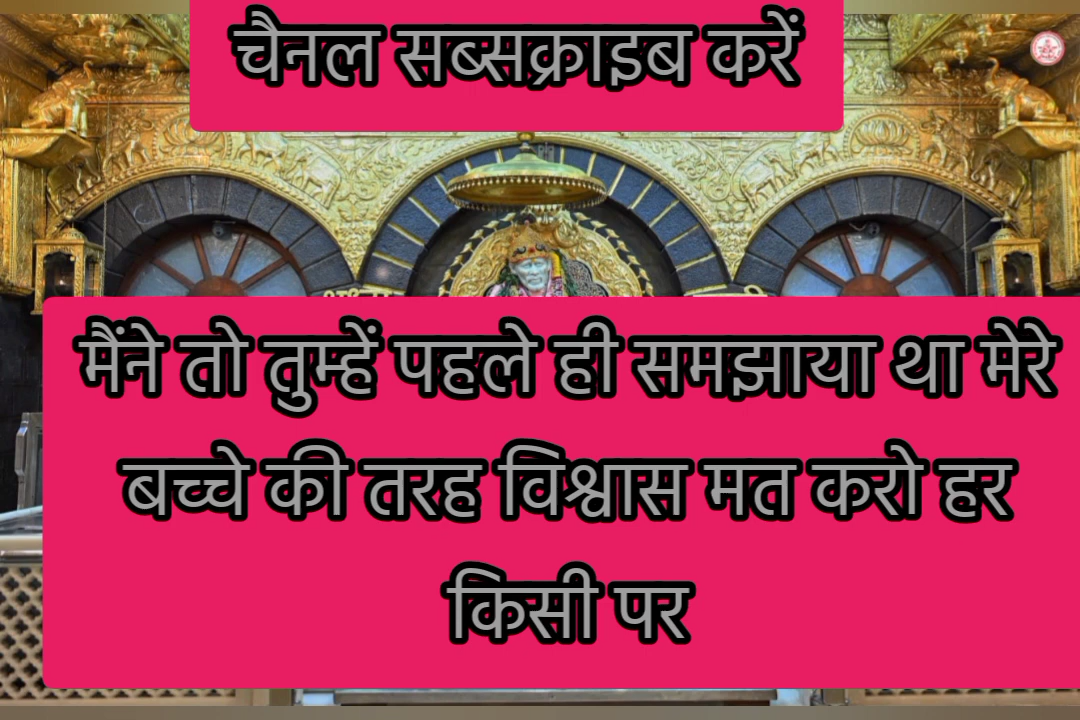 चैनल सब्सक्राइब करें
मैंने तो तुम्हें पहले ही समझाया था मेरे
बच्चे की तरह विश्वास मत करो हर
किसी पर